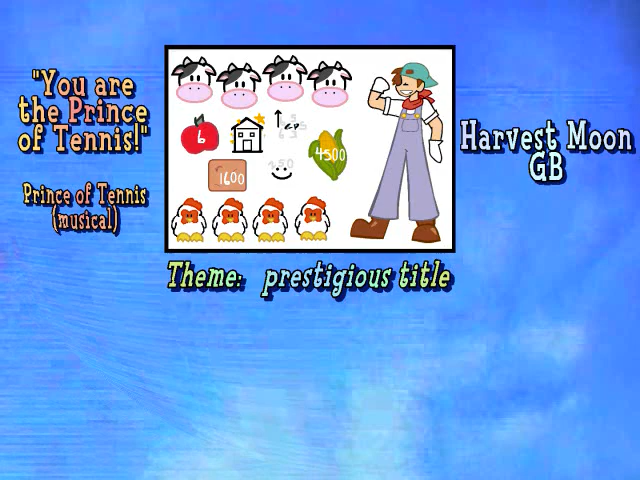 "You are
the Prince
of Tennis!"
Prince of Tennis
(musical)
6
1600
4500
Harvest Moon
GB
Theme: prestigious title